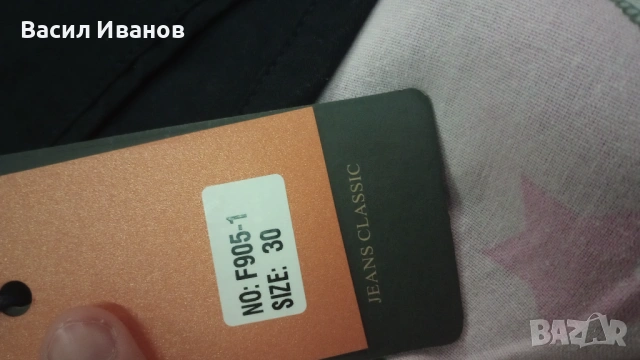 Васил Иванов
NO: F905-1
SIZE: 30
JEANS CLASSIC
BAZAR